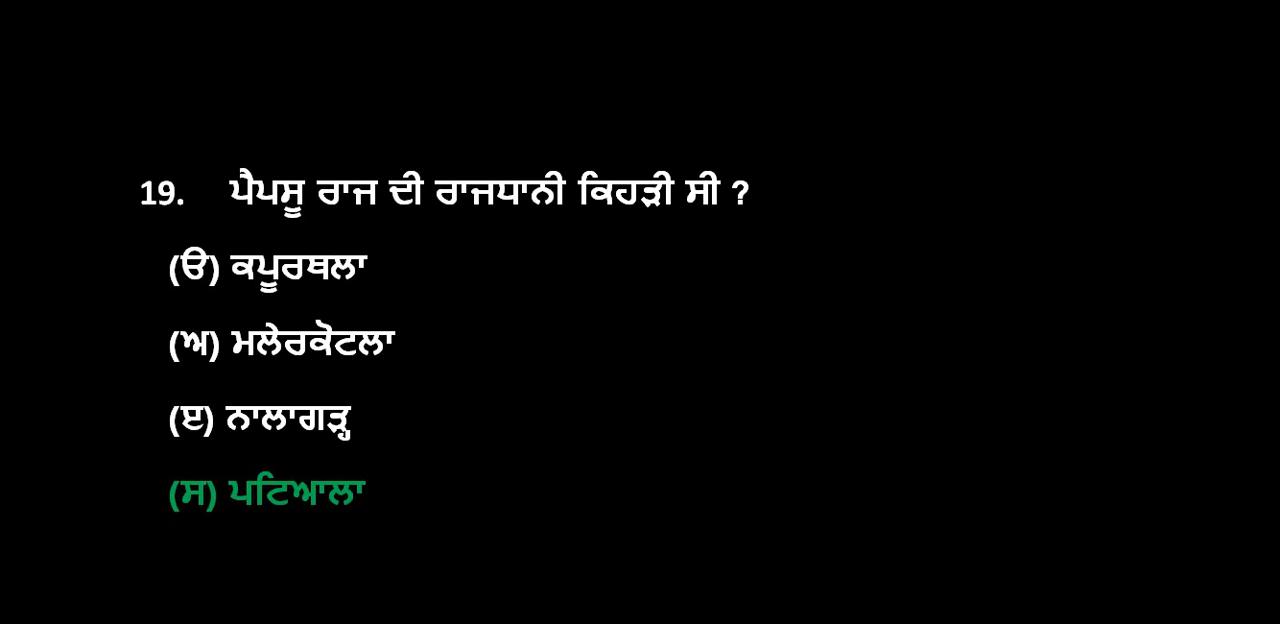 19. ਪੈਪਸੂ ਰਾਜ ਦੀ ਰਾਜਧਾਨੀ ਕਿਹੜੀ ਸੀ ?
(ੳ) ਕਪੂਰਥਲਾ
(ਅ) ਮਲੇਰਕੋਟਲਾ
(ੲ) ਨਾਲਾਗੜ੍ਹ
(ਸ) ਪਟਿਆਲਾ